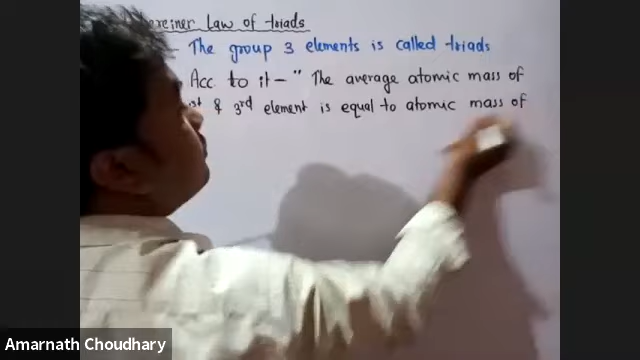 Law of triads
The group 3 elements is called triads
Acc. to it - " The average atomic mass of
& 3rd element is equal to atomic mass of
Amarnath Choudhary